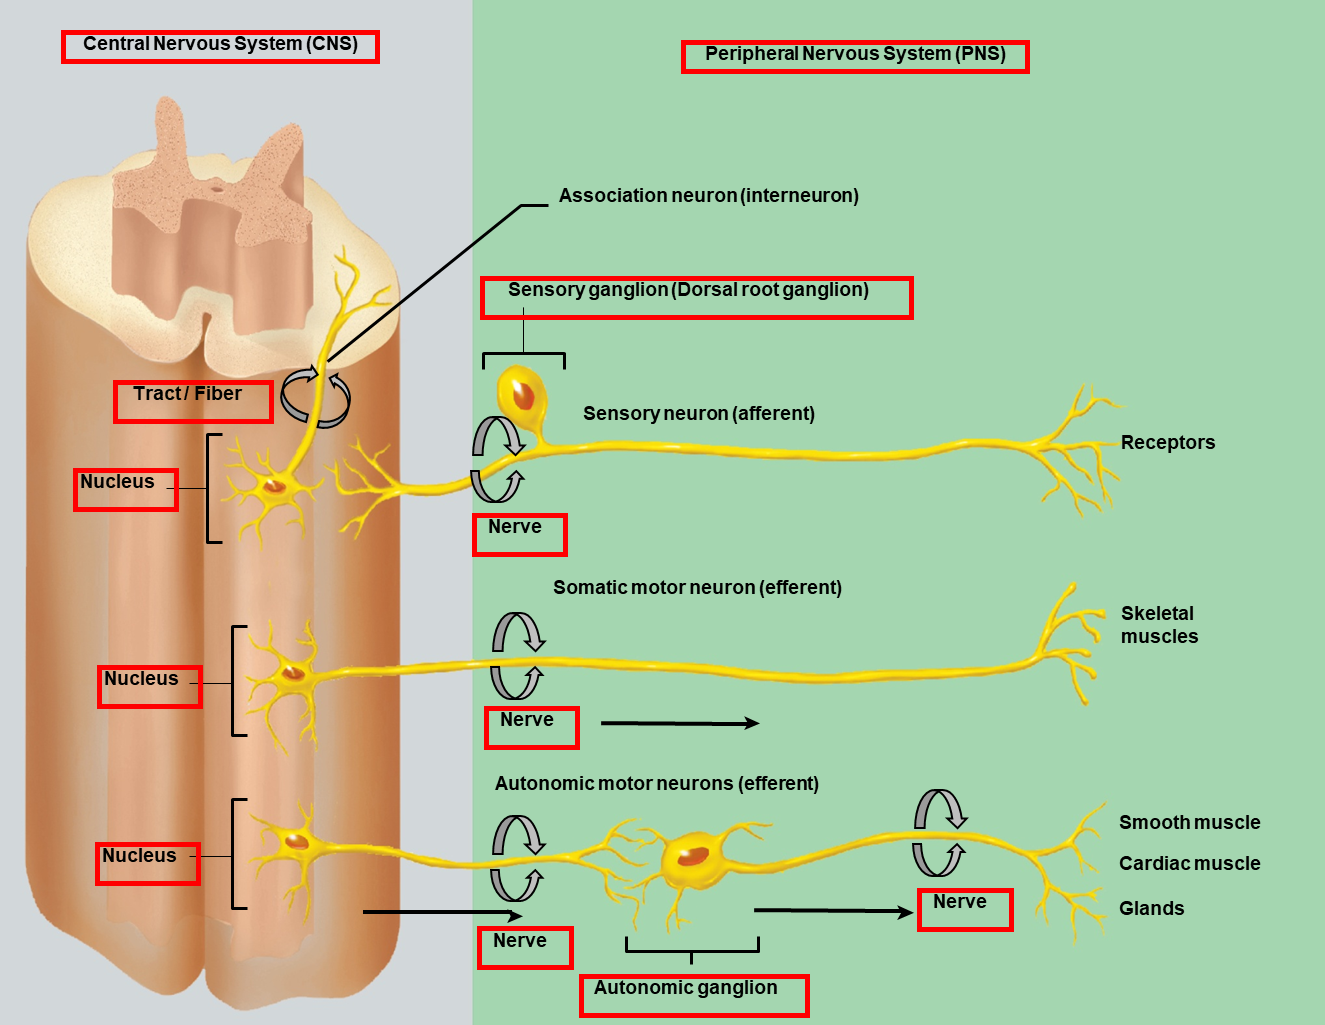 Central Nervous System (CNS)
Peripheral Nervous System (PNS)
Association neuron (interneuron)
Sensory ganglion (Dorsal root ganglion)
Tract / Fiber
Sensory neuron (afferent)
Receptors
Nucleus
Nerve
Somatic motor neuron (efferent)
Skeletal
muscles
Nucleus
Nerve
Autonomic motor neurons (efferent)
Smooth muscle
Nucleus
Cardiac muscle
Nerve
Glands
Nerve
Autonomic ganglion